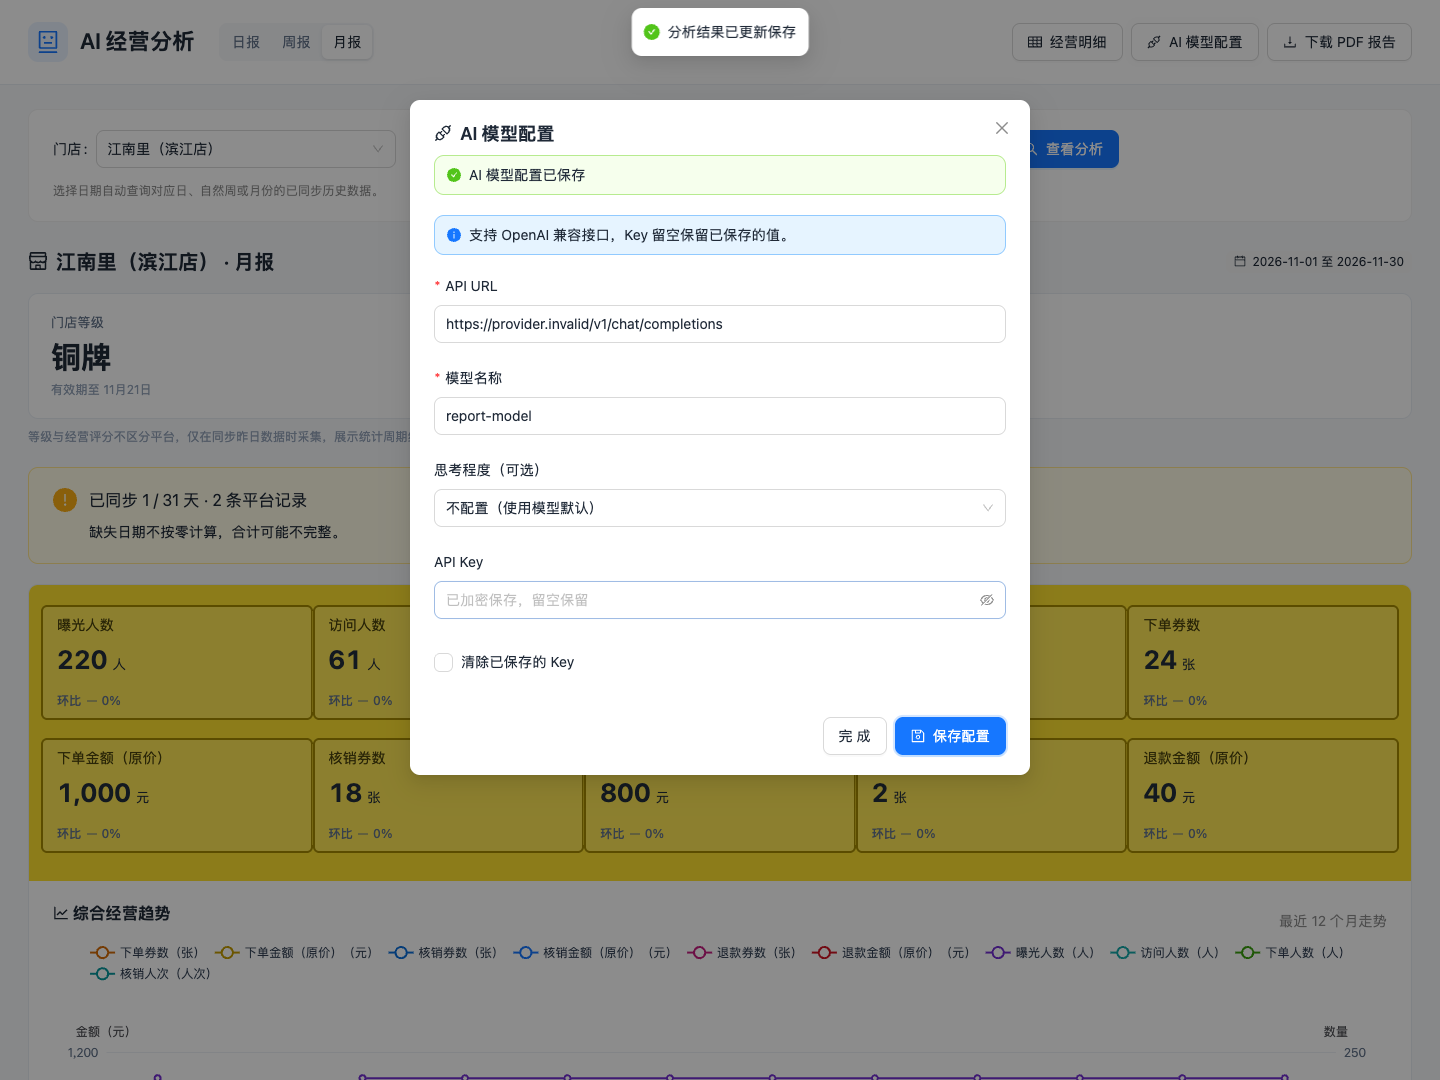 AI 经营分析
日报 周报 月报
分析结果已更新保存
经营明细
AI 模型配置
下载 PDF 报告
门店：
江南里（滨江店）
查看分析
选择日期自动查询对应日、自然周或月份的已同步历史数据。
江南里（滨江店） · 月报
2026-11-01 至 2026-11-30
门店等级
铜牌
有效期至 11月21日
等级与经营评分不区分平台，仅在同步昨日数据时采集，展示统计周期
已同步 1 / 31 天 · 2 条平台记录
缺失日期不按零计算，合计可能不完整。
AI 模型配置
AI 模型配置已保存
支持 OpenAI 兼容接口，Key 留空保留已保存的值。
* API URL
https://provider.invalid/v1/chat/completions
* 模型名称
report-model
思考程度（可选）
不配置（使用模型默认）
API Key
已加密保存，留空保留
清除已保存的 Key
完 成
保存配置
曝光人数
220 人
环比 — 0%
访问人数
61 人
环比 — 0%
下单券数
24 张
环比 — 0%
下单金额（原价）
1,000 元
环比 — 0%
核销券数
18 张
环比 — 0%
800 元
环比 — 0%
2 张
环比 — 0%
退款金额（原价）
40 元
环比 — 0%
综合经营趋势
最近 12 个月走势
下单券数（张） 下单金额（原价）（元） 核销券数（张） 核销金额（原价）（元） 退款券数（张） 退款金额（原价）（元） 曝光人数（人） 访问人数（人） 下单人数（人）
核销人次（人次）
金额（元）
数量
1,200
250